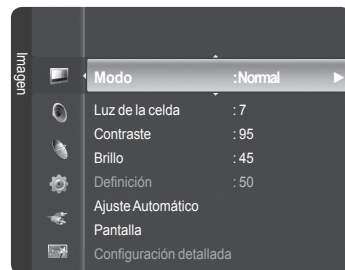 Imagen
Modo :Normal
Luz de la celda : 7
Contraste : 95
Brillo : 45
Definición : 50
Ajuste Automático
Pantalla
Configuración detallada